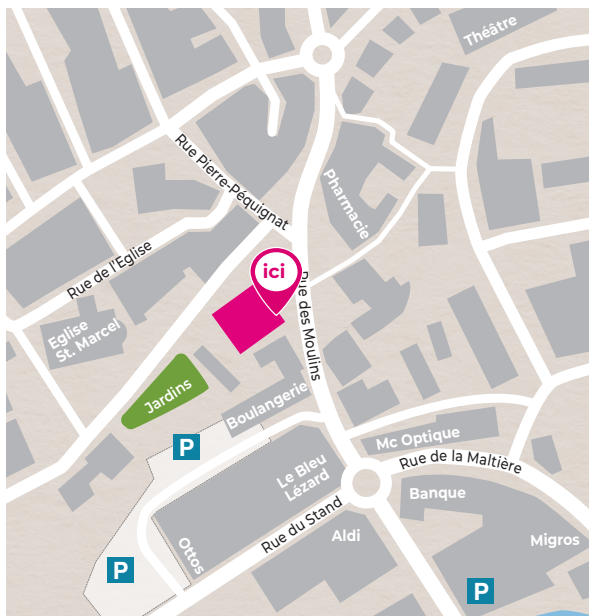 Théâtre
Rue Pierre-Péquignat
Pharmacie
Rue de l'Eglise
ici
Rue des Moulins
Eglise
St. Marcel
Jardins
Boulangerie
P
Mc Optique
Le Bleu
Lézard
Rue de la Maltière
Banque
Rue du Stand
Aldi
Migros
Ottos
P
P